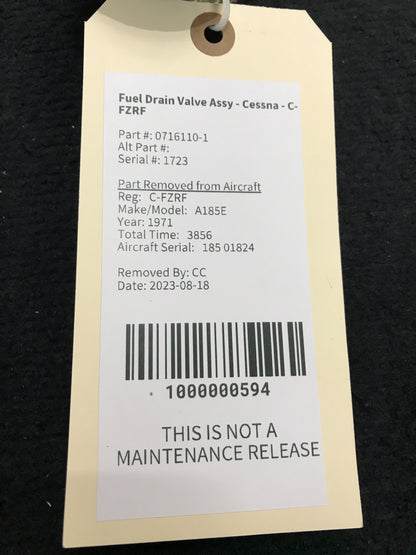 Fuel Drain Valve Assy - Cessna - C-
FZRF
Part #: 0716110-1
Alt Part #:
Serial #: 1723
Part Removed from Aircraft
Reg: C-FZRF
Make/Model: A185E
Year: 1971
Total Time: 3856
Aircraft Serial: 185 01824
Removed By: CC
Date: 2023-08-18
1000000594
THIS IS NOT A
MAINTENANCE RELEASE